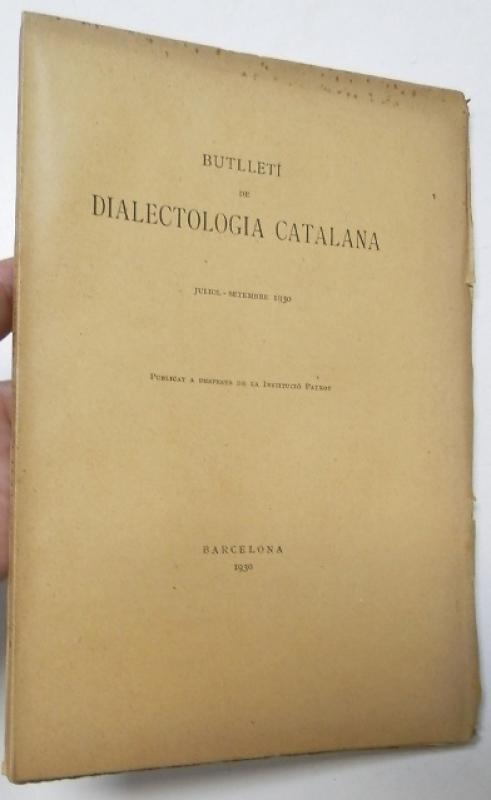 BUTLLETÍ
DE
DIALECTOLOGIA CATALANA
JULIOL - SETEMBRE 1930
PUBLICAT A DESPESES DE LA INSTITUCIÓ PATXOT
BARCELONA
1930